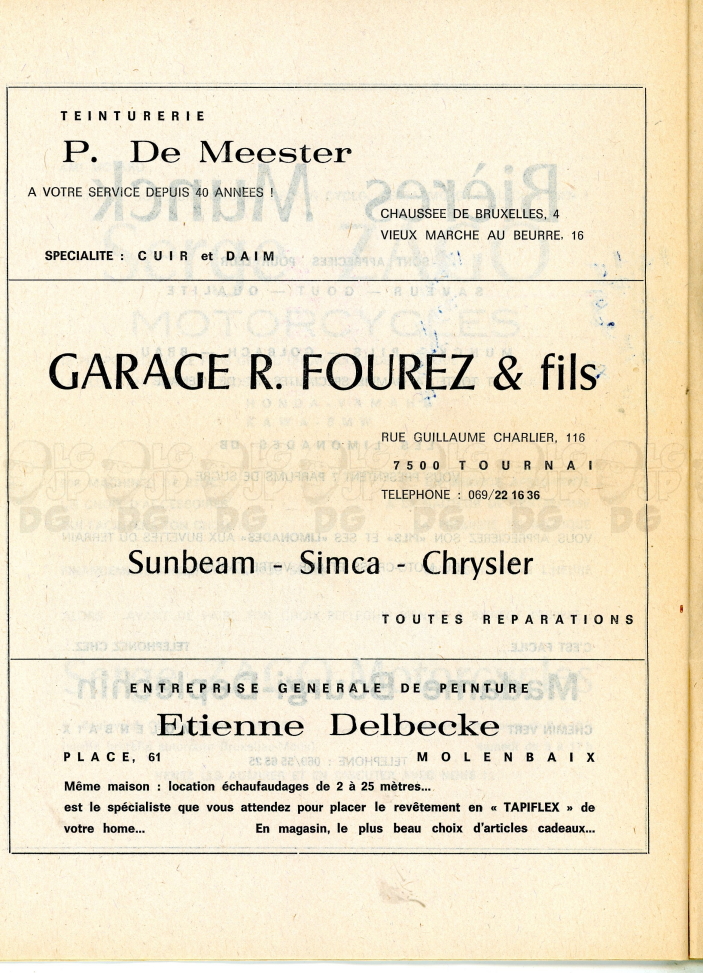 TEINTURERIE
P. De Meester
A VOTRE SERVICE DEPUIS 40 ANNEES !
CHAUSSEE DE BRUXELLES, 4
VIEUX MARCHE AU BEURRE, 16
SPECIALITE : CUIR et DAIM
GARAGE R. FOUREZ & fils
RUE GUILLAUME CHARLIER, 116
7500 TOURNAI
TELEPHONE : 069/22 16 36
Sunbeam - Simca - Chrysler
TOUTES REPARATIONS
ENTREPRISE GENERALE DE PEINTURE
Etienne Delbecke
PLACE, 61 MOLENBAIX
Même maison : location échaufaudages de 2 à 25 mètres...
est le spécialiste que vous attendez pour placer le revêtement en « TAPIFLEX » de
votre home... En magasin, le plus beau choix d'articles cadeaux...